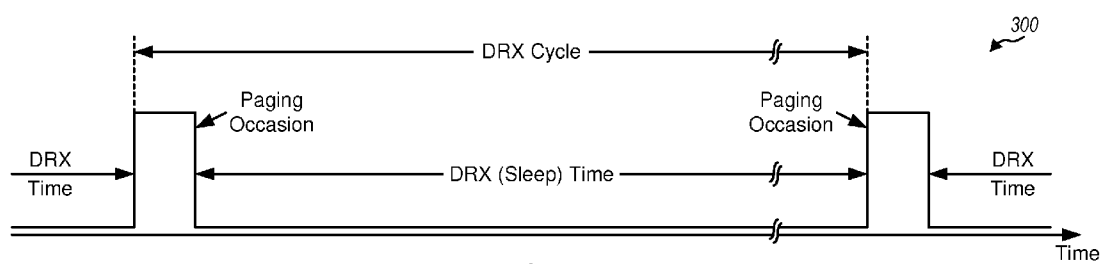 300
DRX Cycle
Paging
Occasion
Paging
Occasion
DRX
Time
DRX (Sleep) Time
DRX
Time
Time